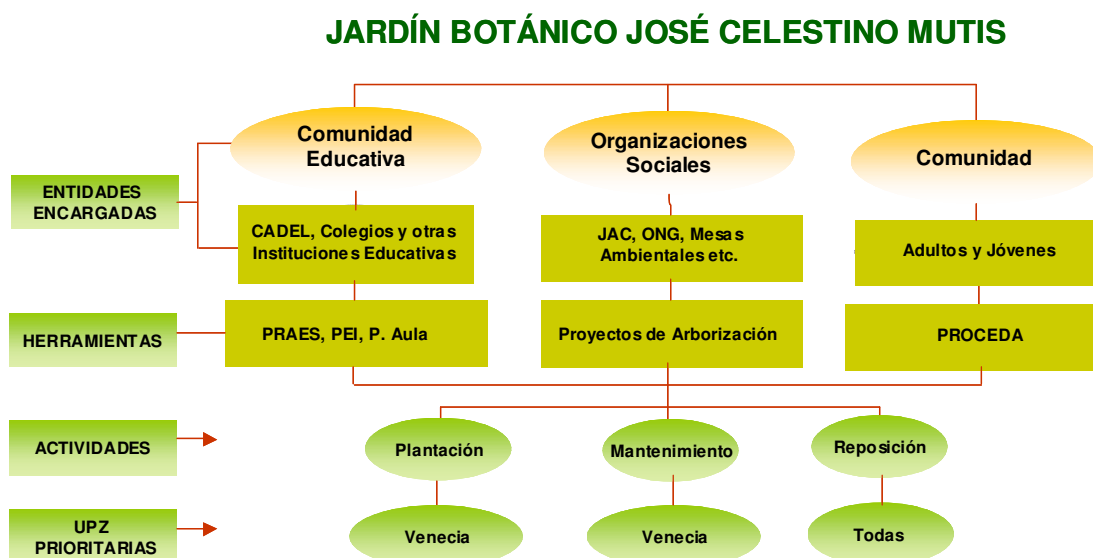 JARDÍN BOTÁNICO JOSÉ CELESTINO MUTIS
Comunidad
Educativa
Organizaciones
Sociales
Comunidad
ENTIDADES
ENCARGADAS
CADEL, Colegios y otras
Instituciones Educativas
JAC, ONG, Mesas
Ambientales etc.
Adultos y Jóvenes
HERRAMIENTAS
PRAES, PEI, P. Aula
Proyectos de Arborización
PROCEDA
ACTIVIDADES
Plantación
Mantenimiento
Reposición
UPZ
PRIORITARIAS
Venecia
Venecia
Todas